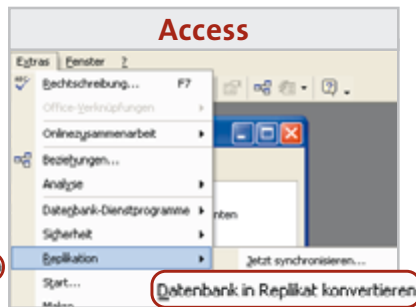 Access
Extras Fenster ?
Rechtschreibung... F7
Office-Verknüpfungen
Onlinezusammenarbeit
Beziehungen...
Analyse
Datenbank-Dienstprogramme
nten
Sicherheit
Replikation
Jetzt synchronisieren...
Start...
Datenbank in Replikat konvertieren